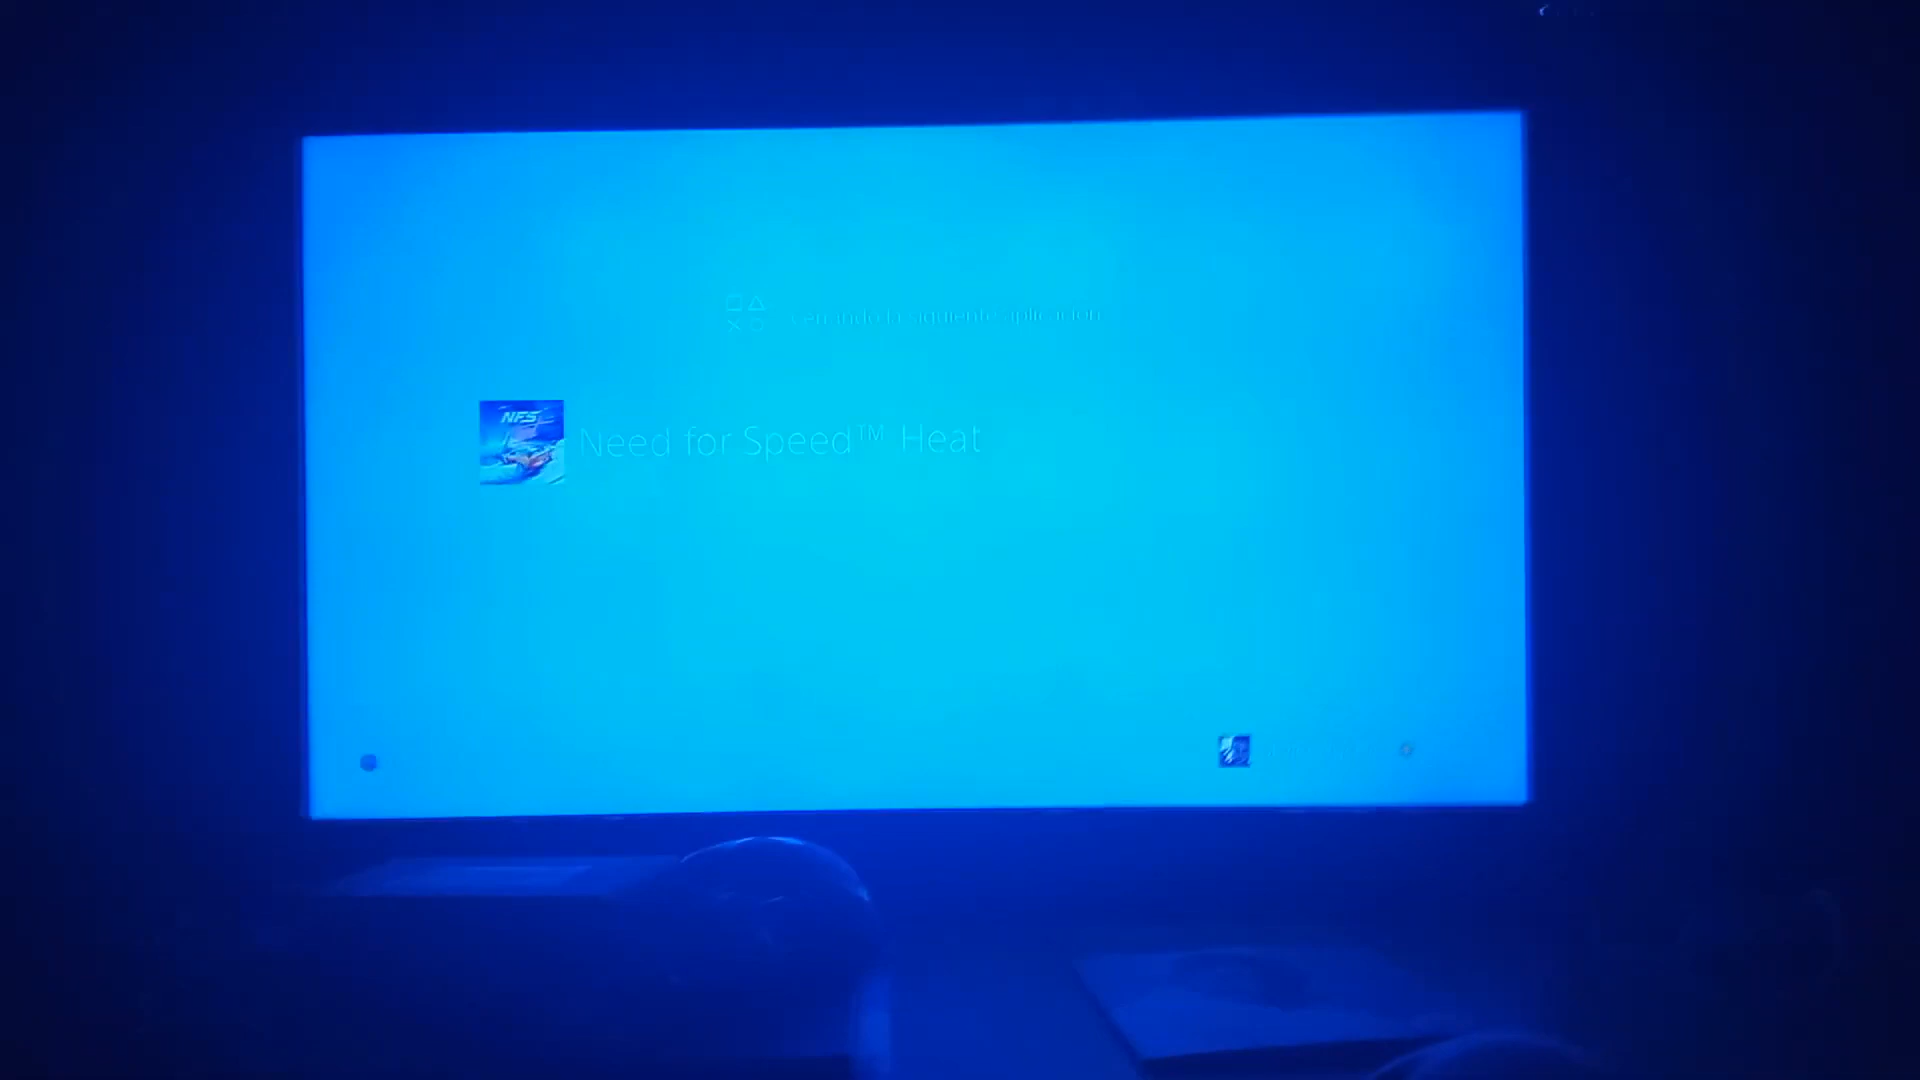 Cerrando la siguiente aplicación.
NFS
Need for Speed™ Heat